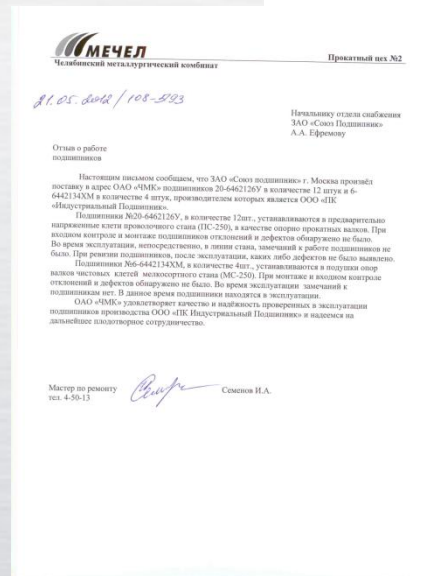 МЕЧЕЛ
Челябинский металлургический комбинат
Прокатный цех №2
21.05.2012 / 108-
Начальнику отдела снабжения
ЗАО «Союз Подшипник»
А.А. Ефремову
Отзыв о работе
подшипников
Настоящим письмом сообщаем, что ЗАО «Союз подшипник» г. Москва произвёл
поставку в адрес ОАО «ЧМК» подшипников 20-6462126У в количестве 12 штук и 6-
6442134ХМ в количестве 4 штук, производителем которых является ООО «ПК
«Индустриальный Подшипник».
Подшипники №20-6462126У, в количестве 12шт., устанавливаются в предварительно
напряженные клети проволочного стана (ПС-250), в качестве опорно прокатных валков. При
входном контроле и монтаже подшипников отклонений и дефектов обнаружено не было.
Во время эксплуатации, непосредственно, в линии стана, замечаний к работе подшипников не
было. При ревизии подшипников, после эксплуатации, каких либо дефектов не было выявлено.
Подшипники №6-6442134ХМ, в количестве 4шт., устанавливаются в подушки опор
валков чистовых клетей мелкосортного стана (МС-250). При монтаже и входном контроле
отклонений и дефектов обнаружено не было. Во время эксплуатации замечаний к
подшипникам нет. В данное время подшипники находятся в эксплуатации.
ОАО «ЧМК» удовлетворяет качество и надёжность проверенных в эксплуатации
подшипников производства ООО «ПК Индустриальный Подшипник» и надеемся на
дальнейшее плодотворное сотрудничество.
Мастер по ремонту
тел. 4-50-13
Семенов И.А.